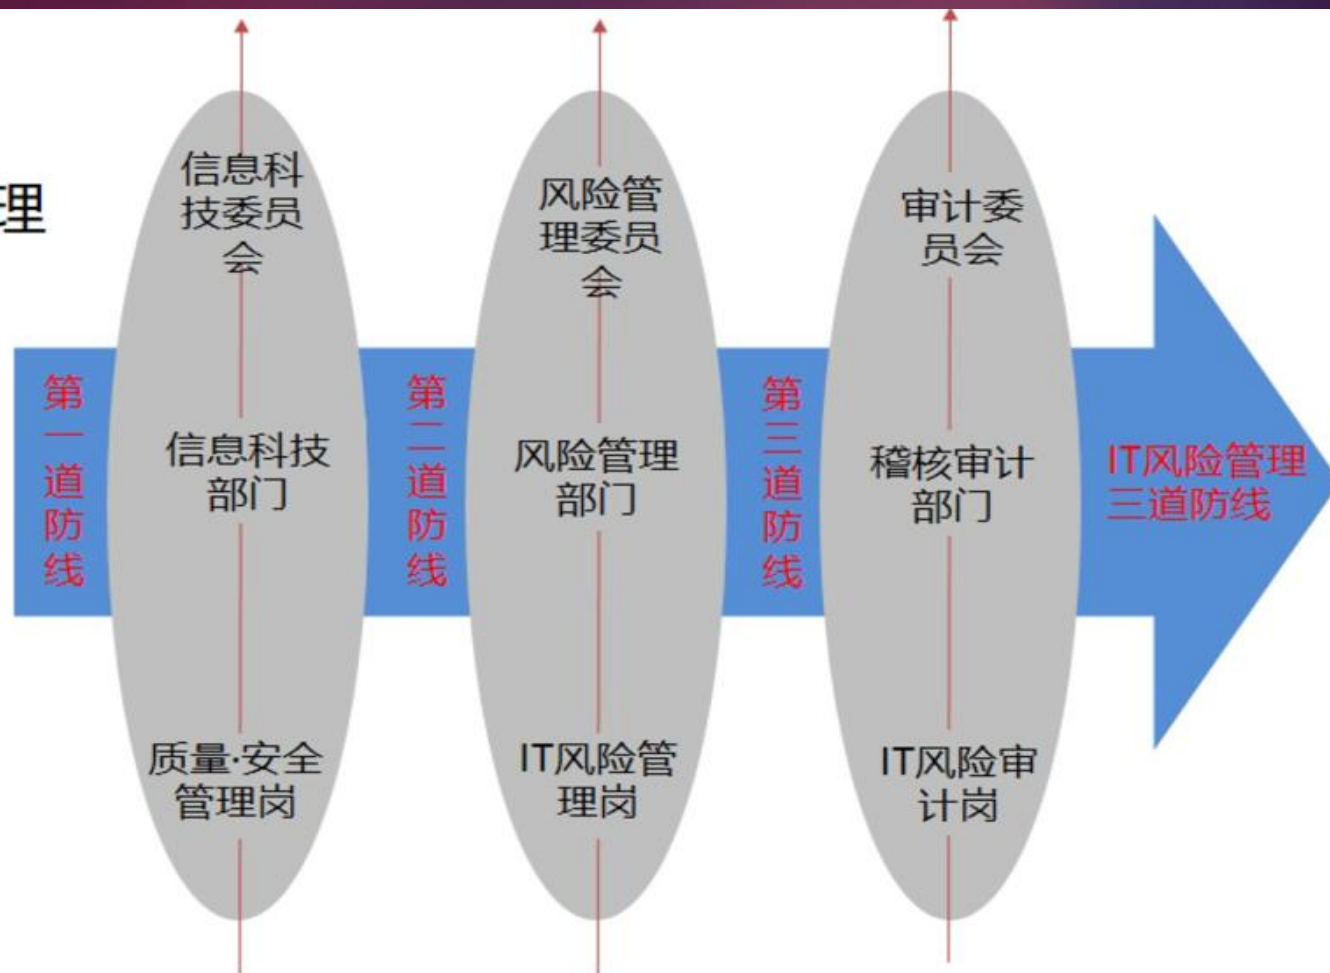 理
第
一
道
防
线
信息科
技委员
会
信息科技
部门
质量·安全
管理岗
第
二
道
防
线
风险管
理委员
会
风险管理
部门
IT风险管
理岗
第
三
道
防
线
审计委
员会
稽核审计
部门
IT风险审
计岗
IT风险管理
三道防线